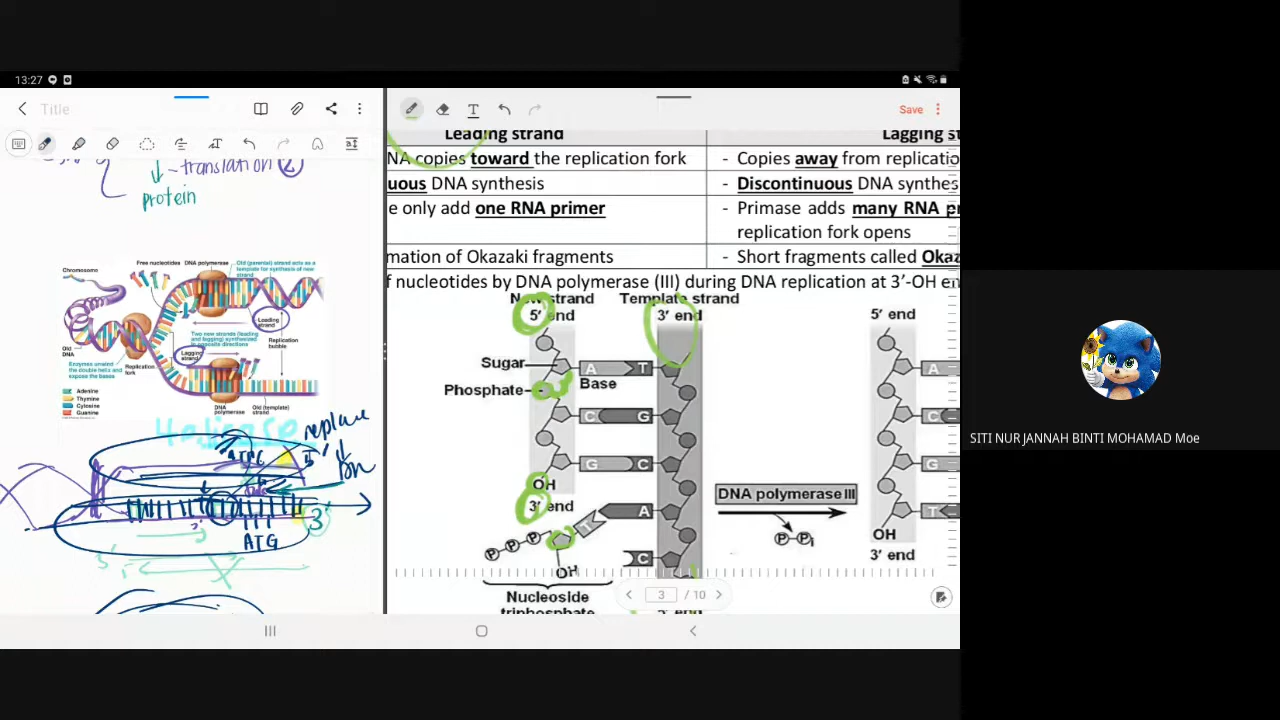 13:27
Title
translation 2
protein
Chromosome
Free nucleotides
DNA polymerase
Old (parental) strand acts as a
template for synthesis of new
strand
Leading
strand
Two new strands (leading
and lagging) synthesized
in opposite directions
Lagging
strand
Replication
bubble
Old
DNA
Enzymes unwind
the double helix and
expose the bases
Replication
fork
Adenine
Thymine
Cytosine
Guanine
DNA
polymerase
Old (template)
strand
Helicase
replace
3'
ATG
Save
Leading strand
Lagging st
NA copies toward the replication fork
- Copies away from replicatio
uous DNA synthesis
- Discontinuous DNA synthes
e only add one RNA primer
- Primase adds many RNA p
replication fork opens
mation of Okazaki fragments
- Short fragments called Okaz
f nucleotides by DNA polymerase (III) during DNA replication at 3'-OH en
New strand
Template strand
5' end
3' end
5' end
Sugar
A T
A
Phosphate
Base
C G
C
G C
G
OH
3' end
T
A
T
DNA polymerase III
P P P
P Pi
OH
OH
3' end
C
Nucleoside
triphosphate
3 / 10
5' end
SITI NUR JANNAH BINTI MOHAMAD Moe